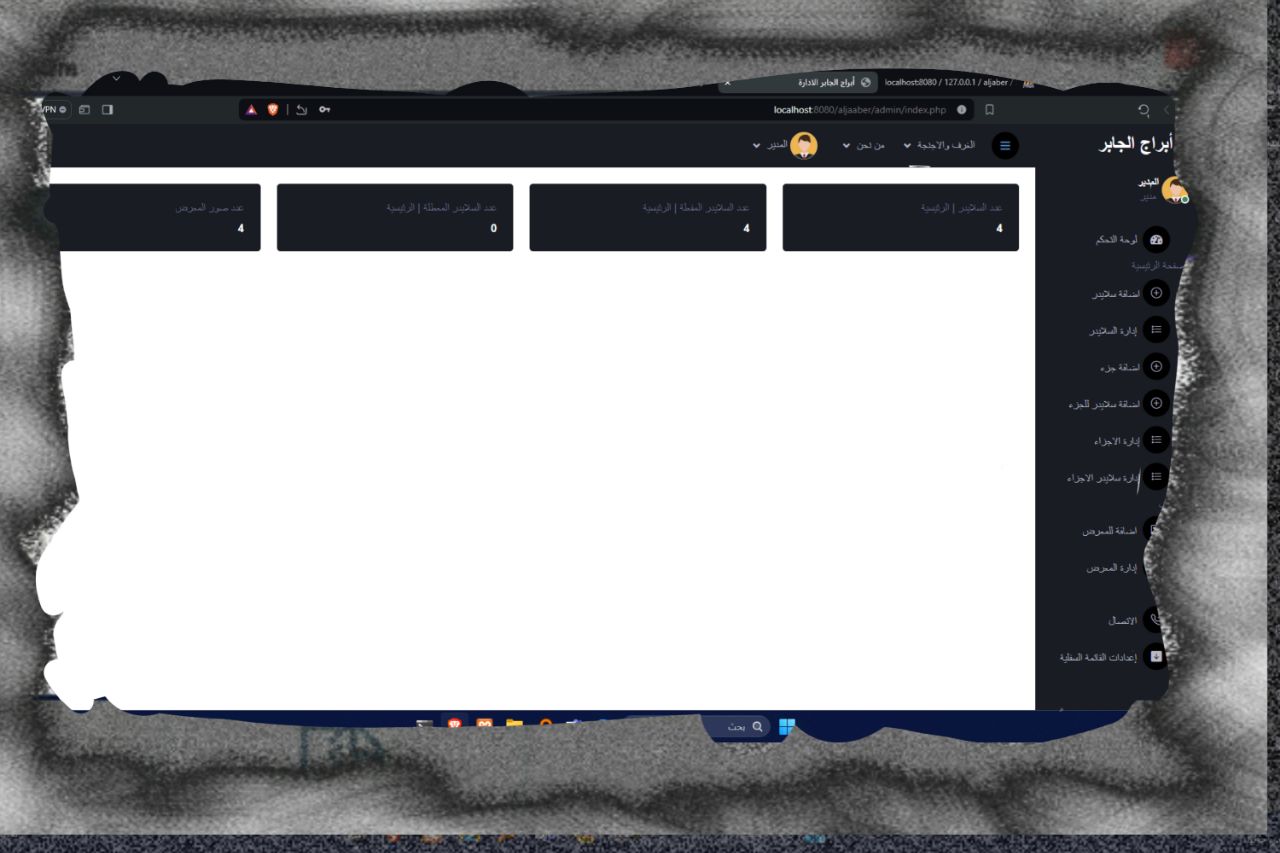 أبراج الجابر الادارة
localhost:8080 / 127.0.0.1 / aljaber /
VPN
localhost:8080/aljaaber/admin/index.php
أبراج الجابر
الغرف والاجنحة
من نحن
المدير
المدير
مدير
عدد السلايدر | الرئيسية
4
عدد السلايدر المفعلة | الرئيسية
4
عدد السلايدر المعطلة | الرئيسية
0
عدد صور المعرض
4
لوحة التحكم
صفحة الرئيسية
اضافة سلايدر
إدارة السلايدر
اضافة جزء
اضافة سلايدر للجزء
إدارة الاجزاء
إدارة سلايدر الاجزاء
اضافة للمعرض
إدارة المعرض
الاتصال
إعدادات القائمة السفلية
بحث